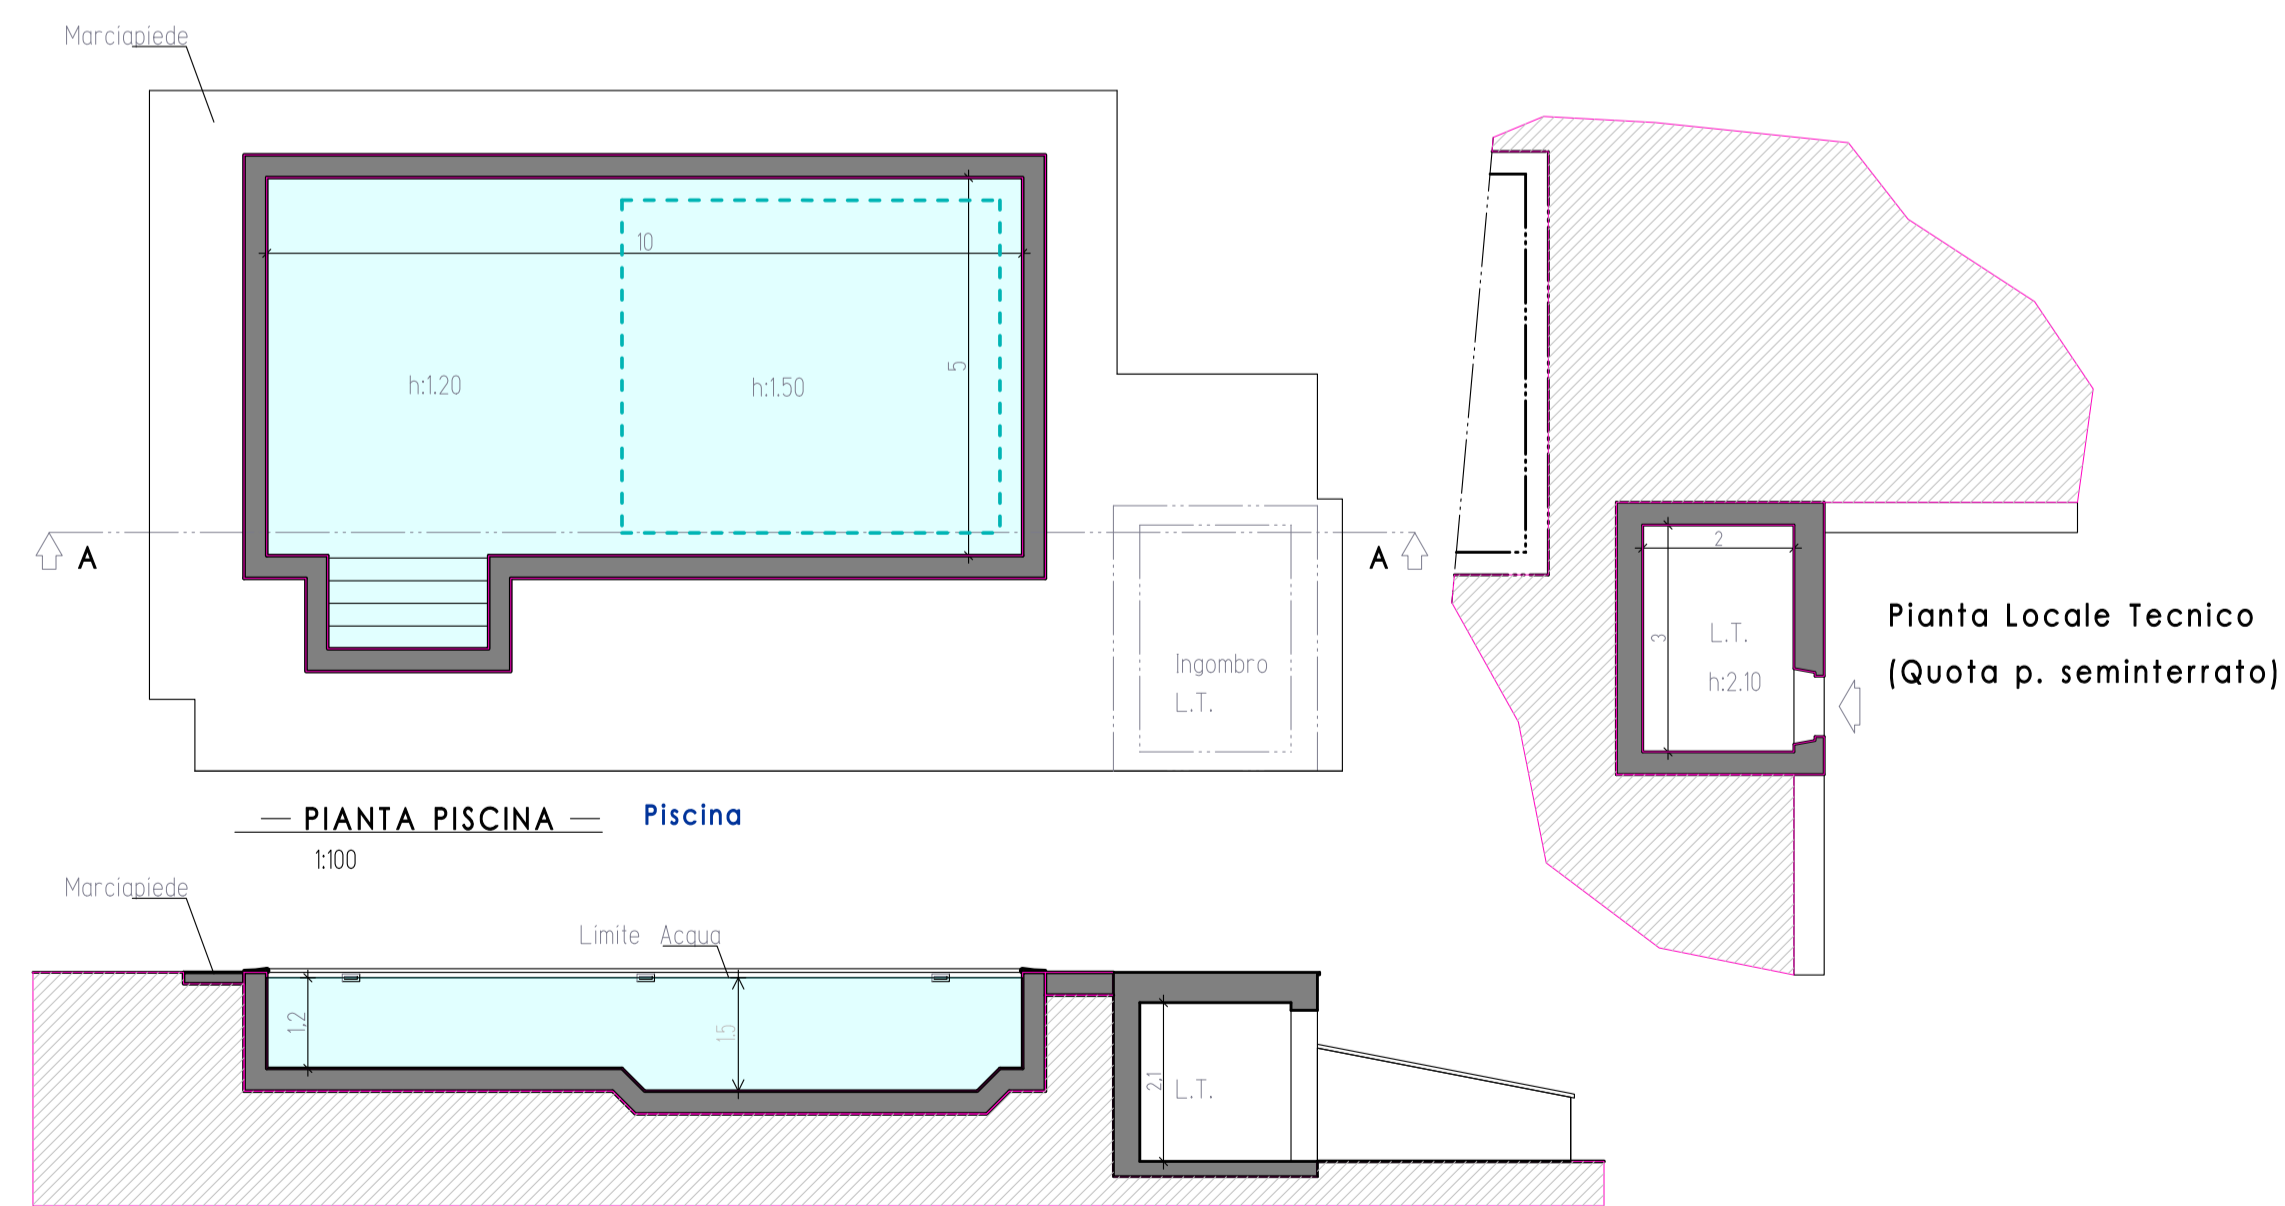 Marciapiede
10
5
h:1.20
h:1.50
A
A
Ingombro
L.T.
2
3
L.T.
h:2.10
Pianta Locale Tecnico
(Quota p. seminterrato)
— PIANTA PISCINA —
Piscina
1:100
Marciapiede
Limite Acqua
1,2
1.5
2,1
L.T.